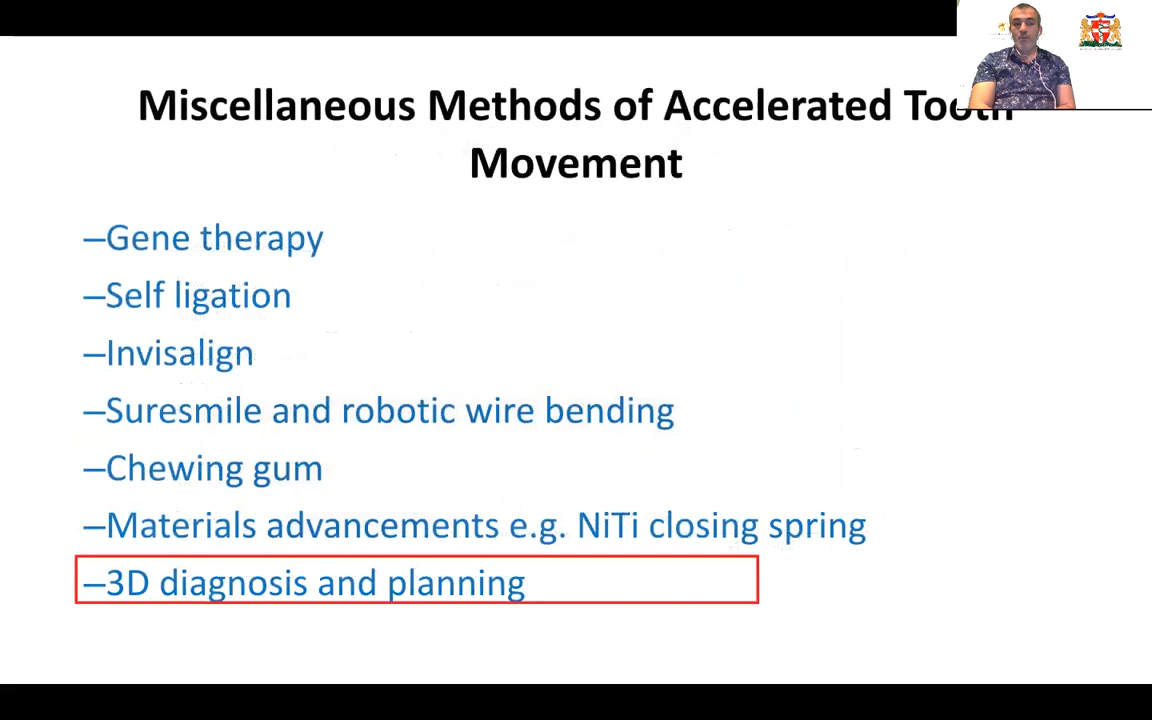 Miscellaneous Methods of Accelerated Tooth
Movement
–Gene therapy
–Self ligation
–Invisalign
–Suresmile and robotic wire bending
–Chewing gum
–Materials advancements e.g. NiTi closing spring
–3D diagnosis and planning